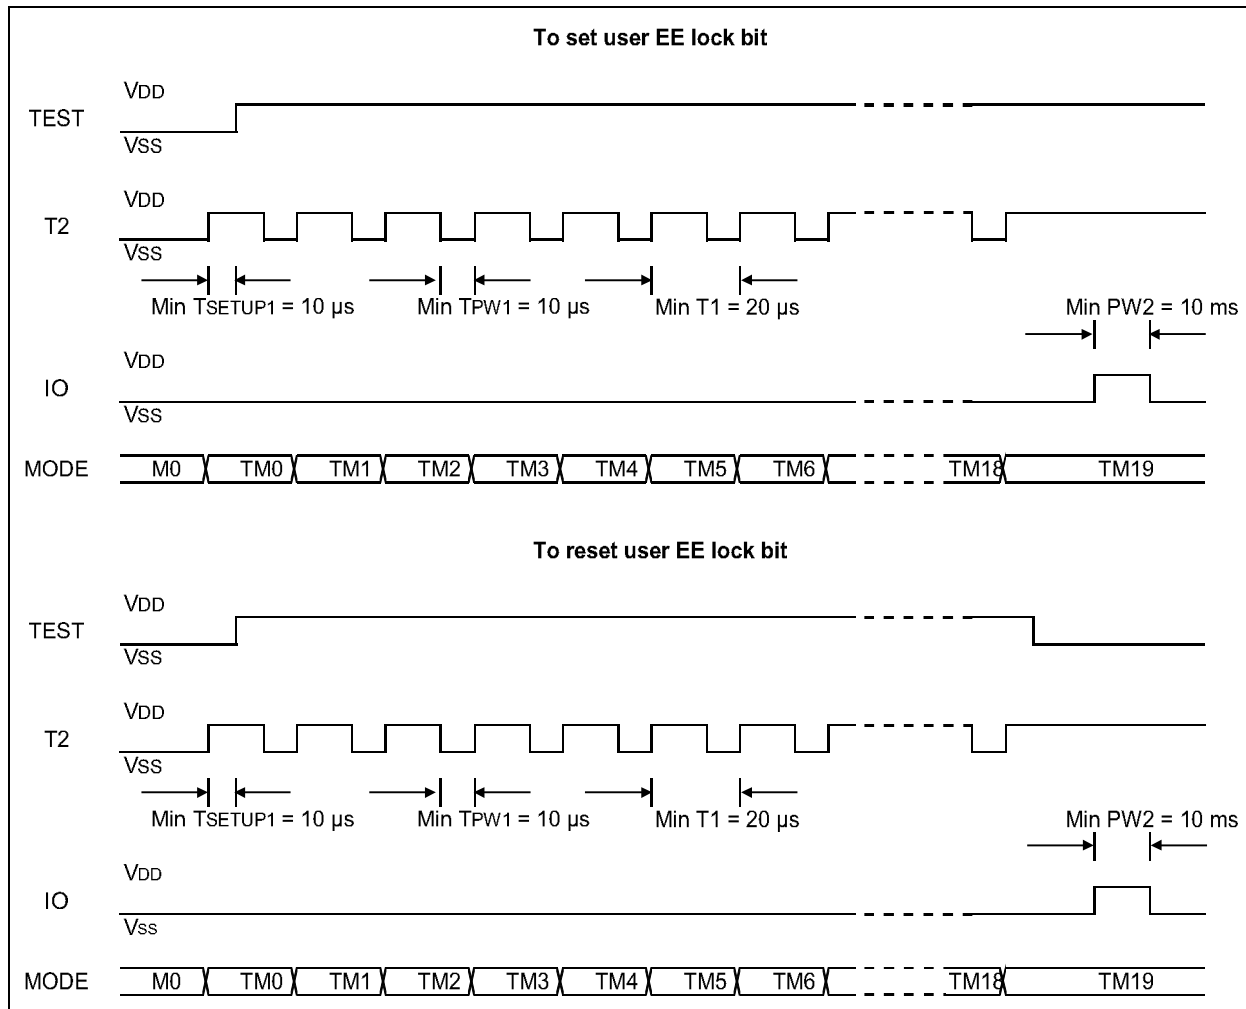 To set user EE lock bit
VDD
TEST
VSS
VDD
T2
VSS
Min TSETUP1 = 10 µs Min TPW1 = 10 µs Min T1 = 20 µs Min PW2 = 10 ms
VDD
IO
VSS
MODE M0 TM0 TM1 TM2 TM3 TM4 TM5 TM6 TM18 TM19
To reset user EE lock bit
VDD
TEST
VSS
VDD
T2
VSS
Min TSETUP1 = 10 µs Min TPW1 = 10 µs Min T1 = 20 µs Min PW2 = 10 ms
VDD
IO
Vss
MODE M0 TM0 TM1 TM2 TM3 TM4 TM5 TM6 TM18 TM19